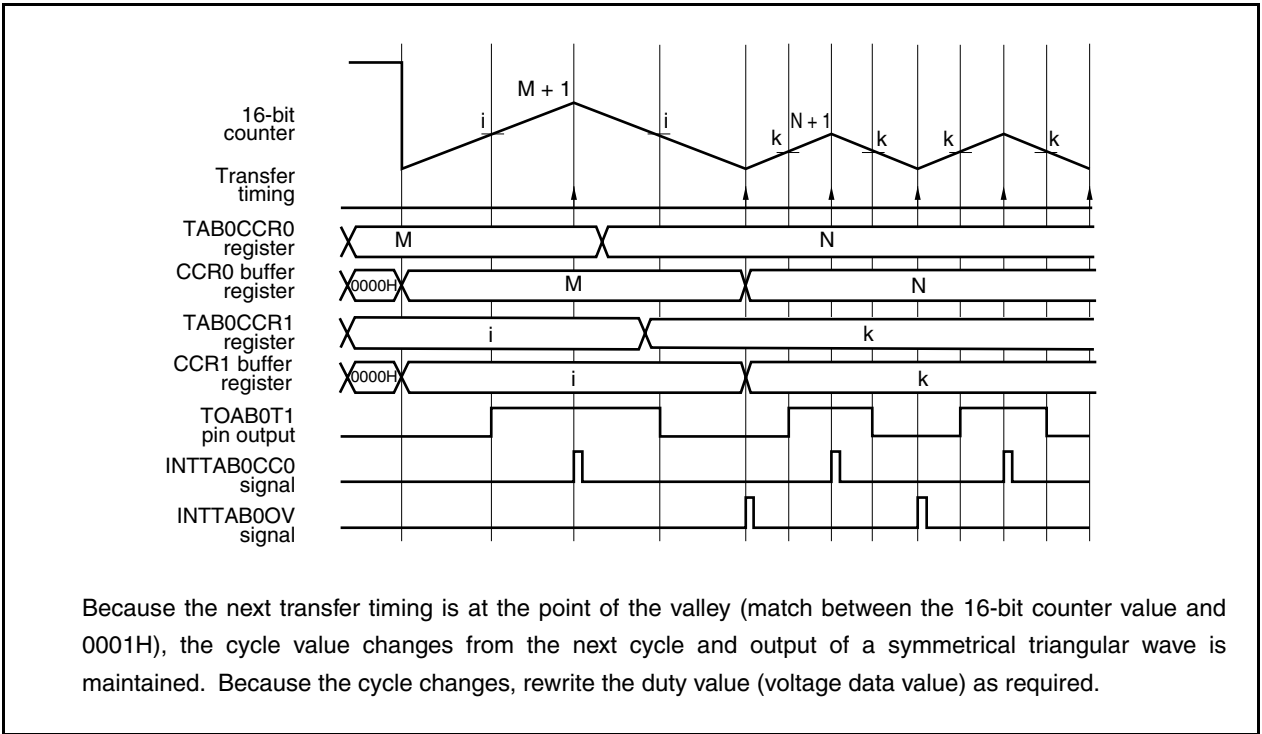 M + 1
16-bit
counter
i
i
k
N + 1
k
k
k
Transfer
timing
TAB0CCR0
register
M
N
CCR0 buffer
register
0000H
M
N
TAB0CCR1
register
i
k
CCR1 buffer
register
0000H
i
k
TOAB0T1
pin output
INTTAB0CC0
signal
INTTAB0OV
signal
Because the next transfer timing is at the point of the valley (match between the 16-bit counter value and
0001H), the cycle value changes from the next cycle and output of a symmetrical triangular wave is
maintained. Because the cycle changes, rewrite the duty value (voltage data value) as required.